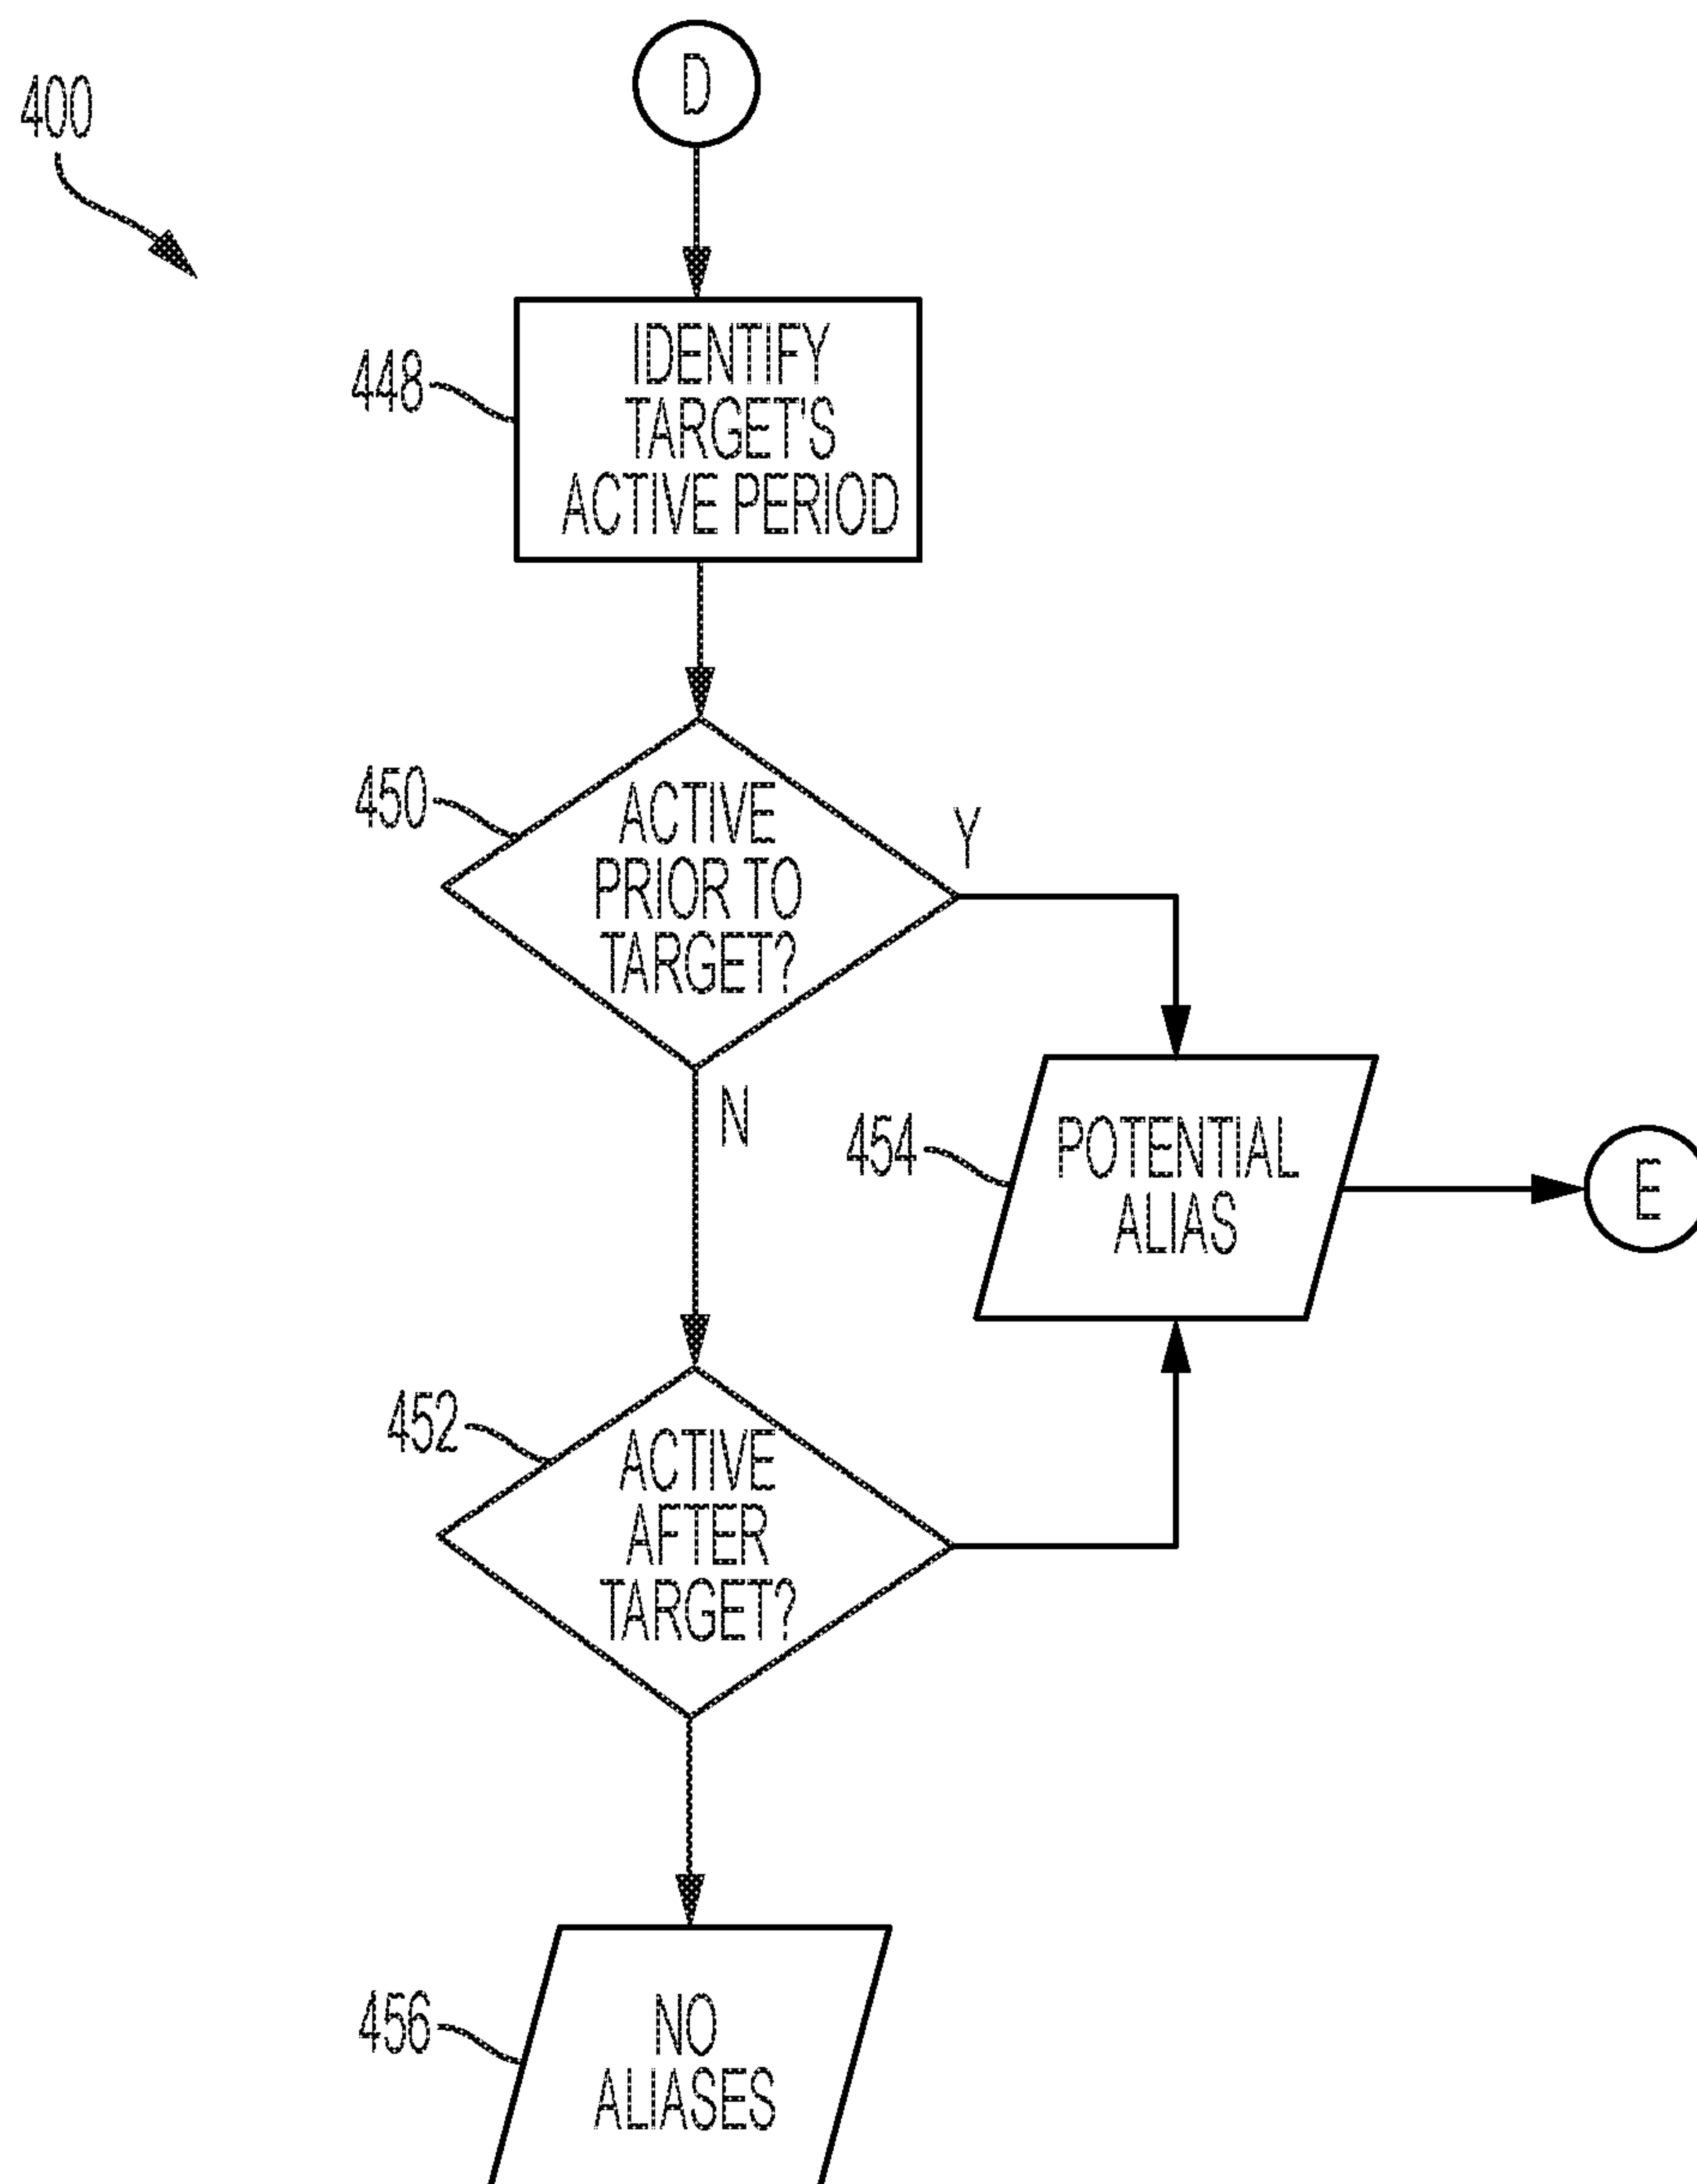 D
400
IDENTIFY
TARGET'S
ACTIVE PERIOD
448
ACTIVE
PRIOR TO
TARGET?
450
Y
N
POTENTIAL
ALIAS
454
E
ACTIVE
AFTER
TARGET?
452
NO
ALIASES
456